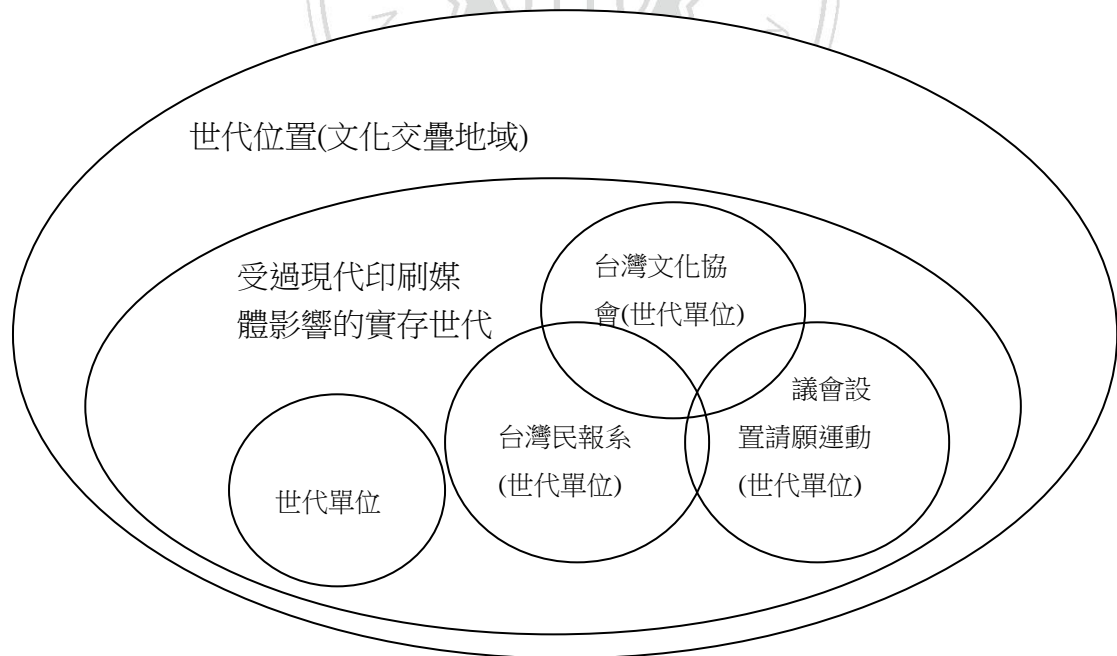 世代位置(文化交疊地域)
受過現代印刷媒
體影響的實存世代
台灣文化協
會(世代單位)
議會設
置請願運動
(世代單位)
台灣民報系
(世代單位)
世代單位